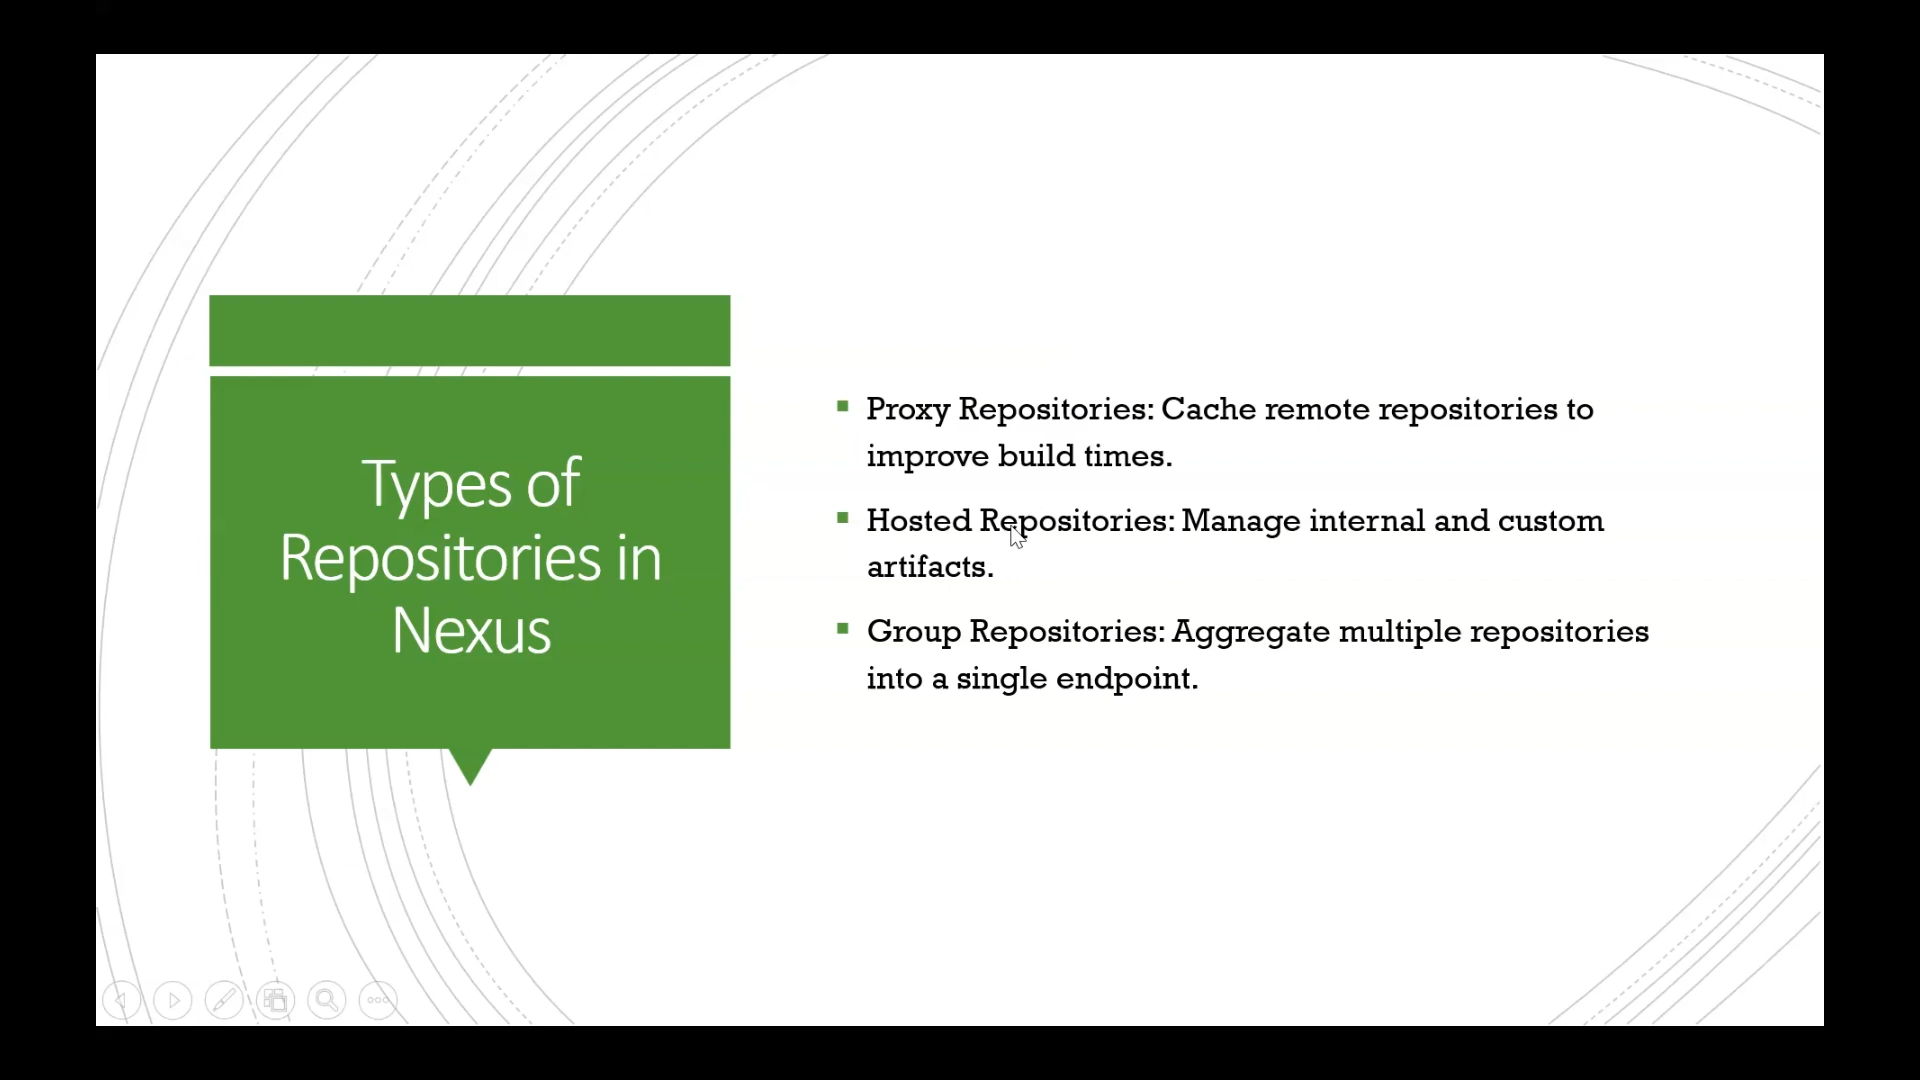 Types of
Repositories in
Nexus
Proxy Repositories: Cache remote repositories to
improve build times.
Hosted Repositories: Manage internal and custom
artifacts.
Group Repositories: Aggregate multiple repositories
into a single endpoint.